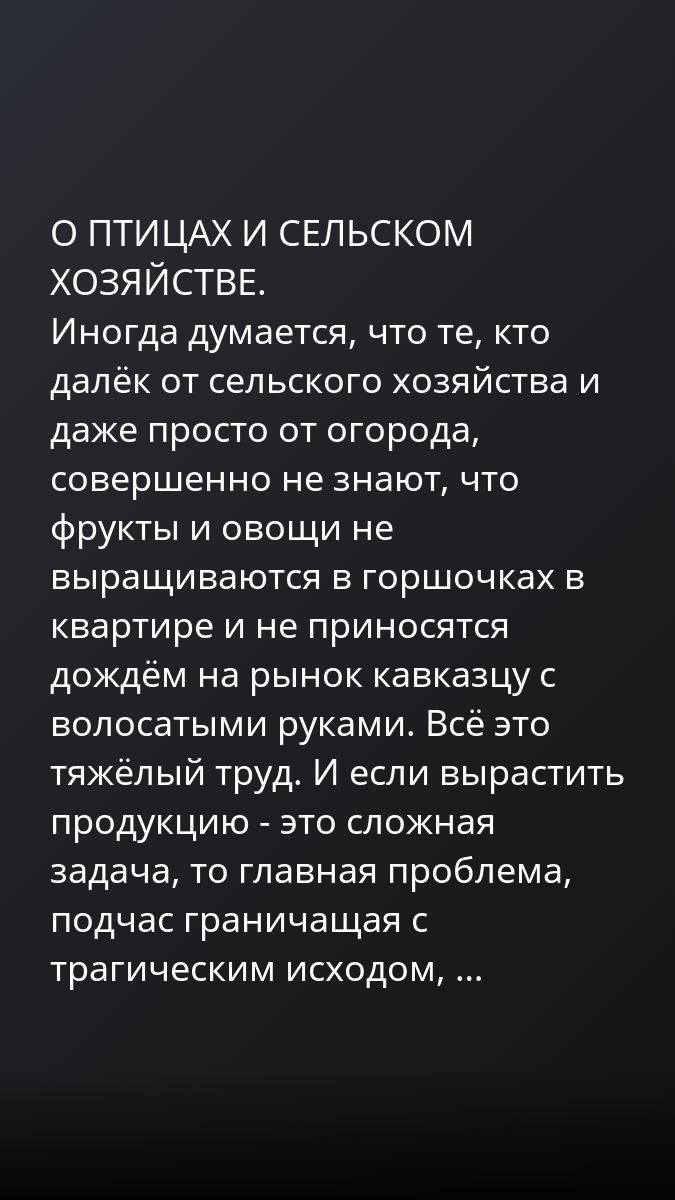 О ПТИЦАХ И СЕЛЬСКОМ
ХОЗЯЙСТВЕ.
Иногда думается, что те, кто
далёк от сельского хозяйства и
даже просто от огорода,
совершенно не знают, что
фрукты и овощи не
выращиваются в горшочках в
квартире и не приносятся
дождём на рынок кавказцу с
волосатыми руками. Всё это
тяжёлый труд. И если вырастить
продукцию - это сложная
задача, то главная проблема,
подчас граничащая с
трагическим исходом, ...